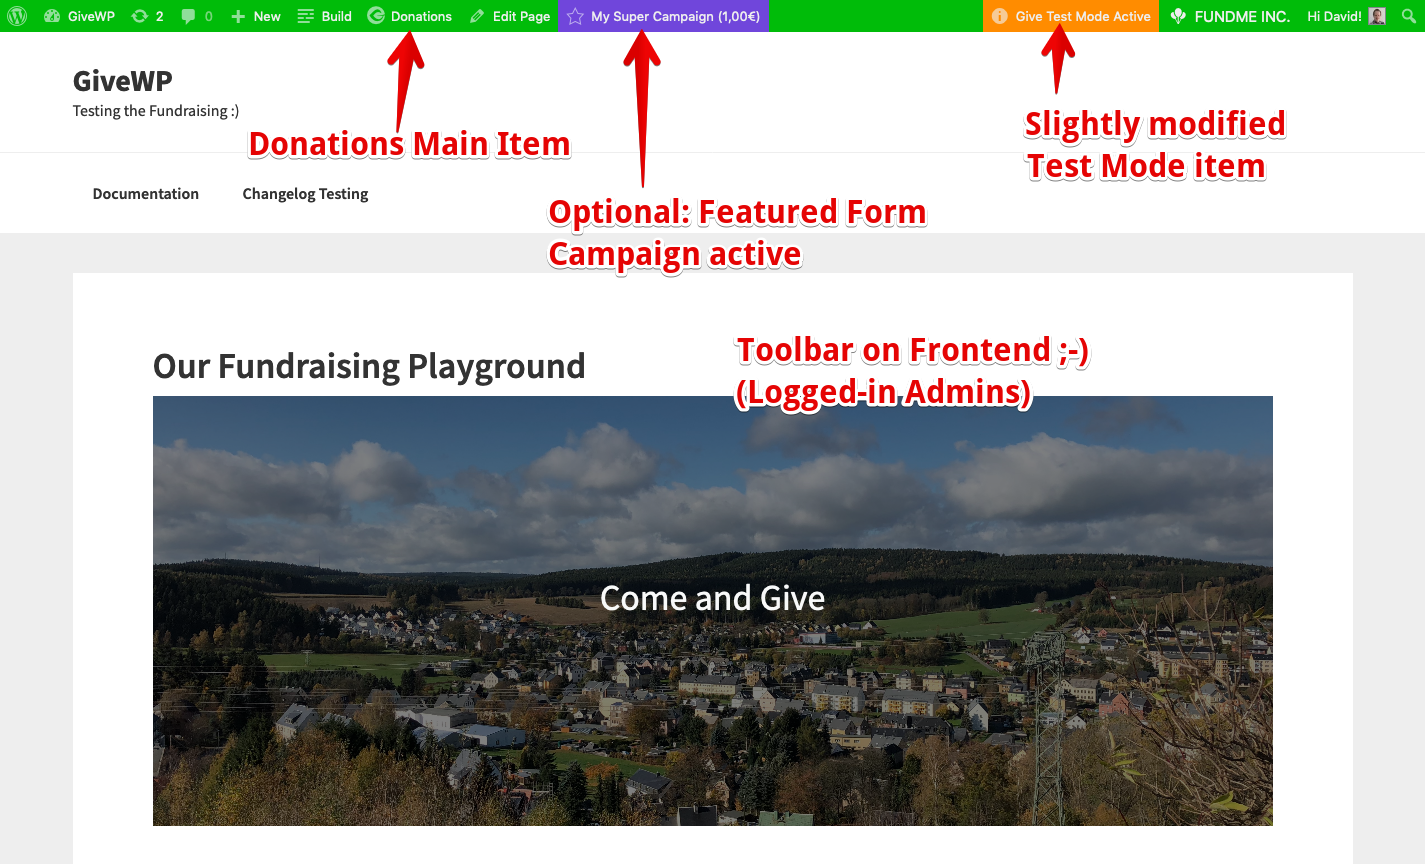 GiveWP 2 0 New Build Donations Edit Page My Super Campaign (1,00€) Give Test Mode Active FUNDME INC. Hi David!
GiveWP
Testing the Fundraising :)
Donations Main Item
Slightly modified
Test Mode item
Documentation Changelog Testing
Optional: Featured Form
Campaign active
Toolbar on Frontend ;-)
(Logged-in Admins)
Our Fundraising Playground
Come and Give